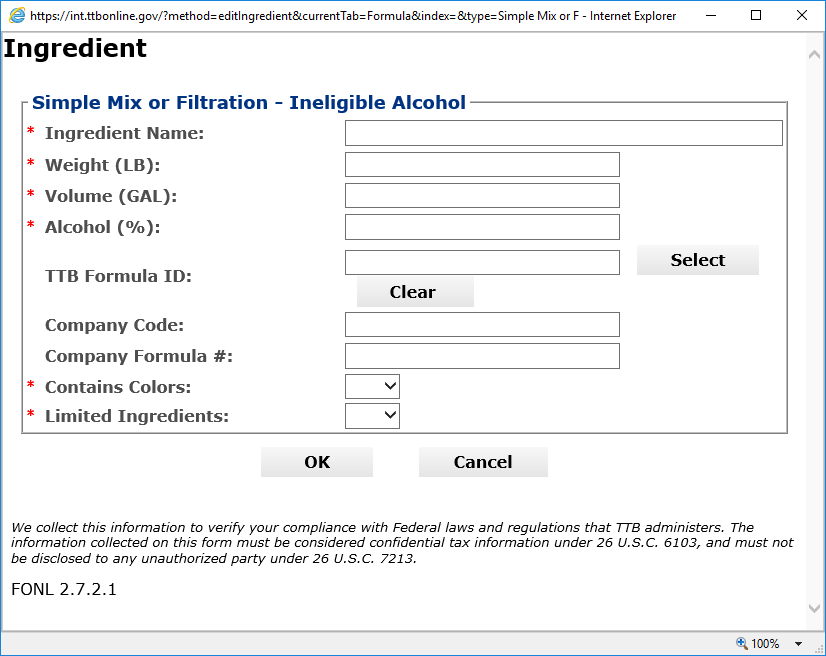 https://int.ttbonline.gov/?method=editIngredient&currentTab=Formula&index=&type=Simple Mix or F - Internet Explorer
Ingredient
Simple Mix or Filtration - Ineligible Alcohol
* Ingredient Name:
* Weight (LB):
* Volume (GAL):
* Alcohol (%):
TTB Formula ID:
Select
Clear
Company Code:
Company Formula #:
* Contains Colors:
* Limited Ingredients:
OK Cancel
We collect this information to verify your compliance with Federal laws and regulations that TTB administers. The
information collected on this form must be considered confidential tax information under 26 U.S.C. 6103, and must not
be disclosed to any unauthorized party under 26 U.S.C. 7213.
FONL 2.7.2.1
100%